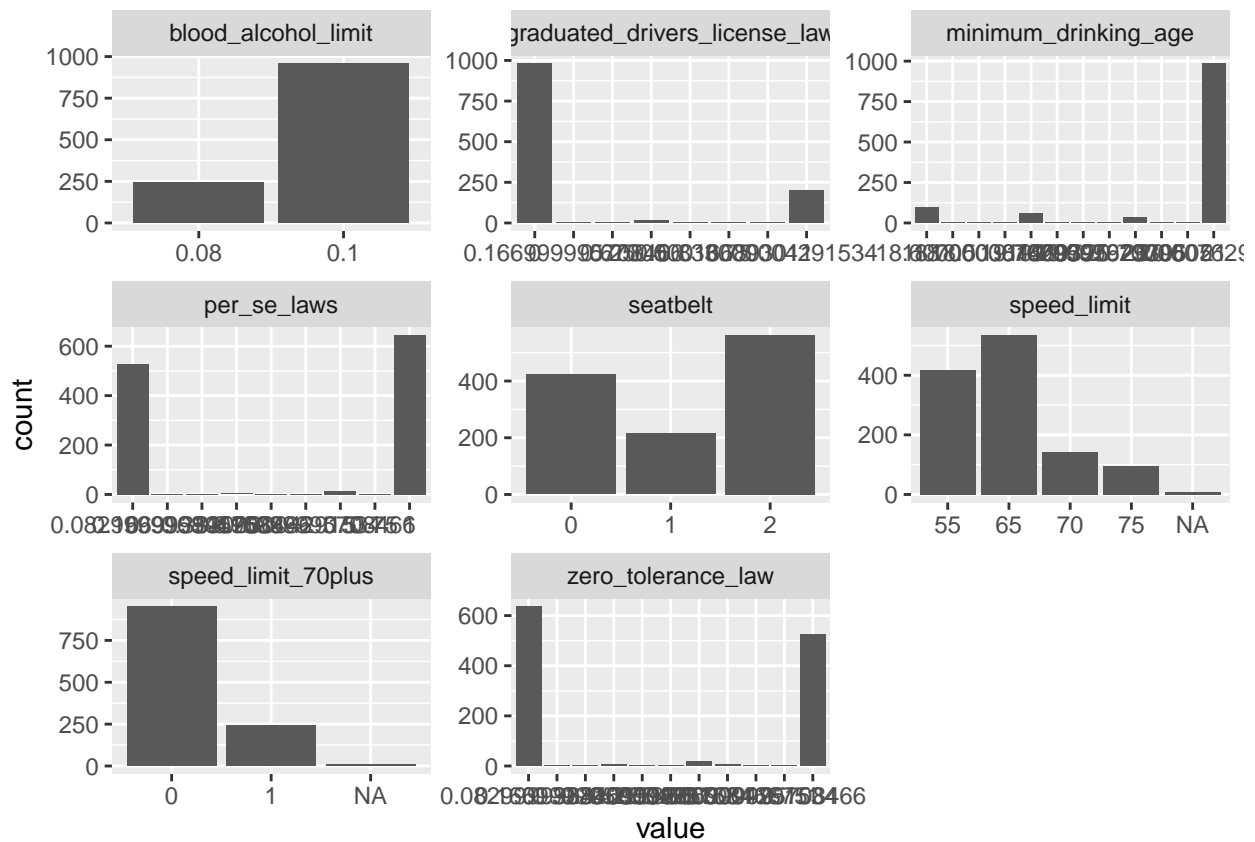 blood_alcohol_limit
graduated_drivers_license_law
minimum_drinking_age
1000
750
500
250
0
0.08 0.1
1000
750
500
250
0
1000
750
500
250
0
per_se_laws
seatbelt
speed_limit
count
600
400
200
0
400
200
0
0 1 2
400
200
0
55 65 70 75 NA
speed_limit_70plus
zero_tolerance_law
750
500
250
0
0 1 NA
600
400
200
0
value